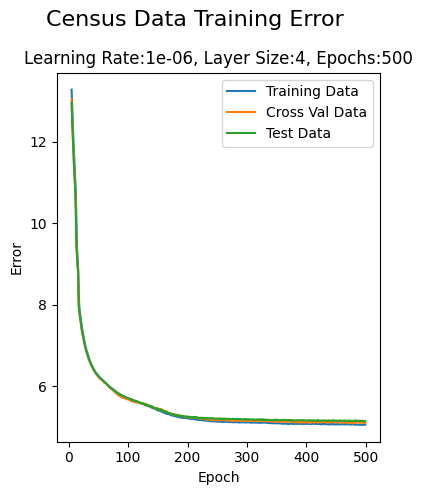 Census Data Training Error
Learning Rate:1e-06, Layer Size:4, Epochs:500
Training Data
Cross Val Data
Test Data
12
10
8
6
Error
0
100
200
300
400
500
Epoch